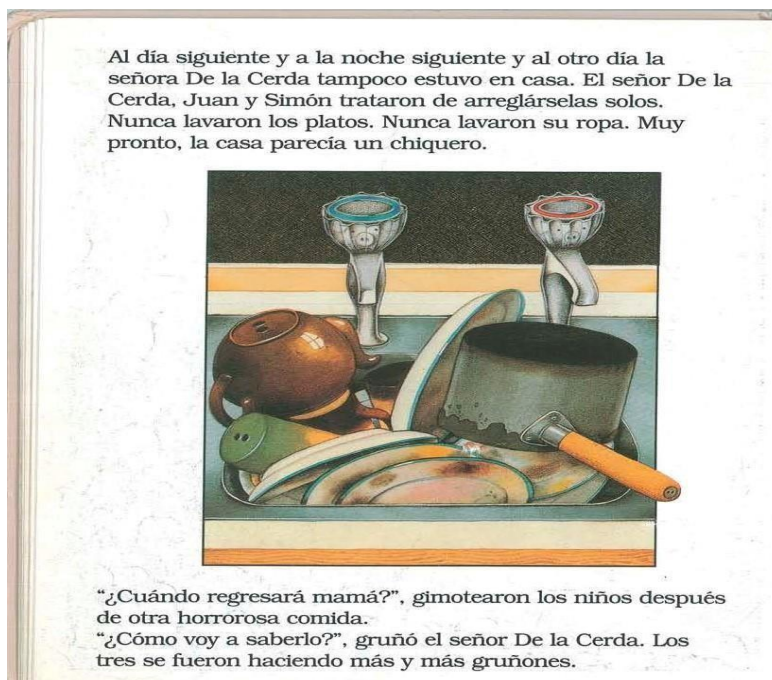 Al día siguiente y a la noche siguiente y al otro día la
señora De la Cerda tampoco estuvo en casa. El señor De la
Cerda, Juan y Simón trataron de arreglárselas solos.
Nunca lavaron los platos. Nunca lavaron su ropa. Muy
pronto, la casa parecía un chiquero.
“¿Cuándo regresará mamá?”, gimotearon los niños después
de otra horrorosa comida.
“¿Cómo voy a saberlo?”, gruñó el señor De la Cerda. Los
tres se fueron haciendo más y más gruñones.